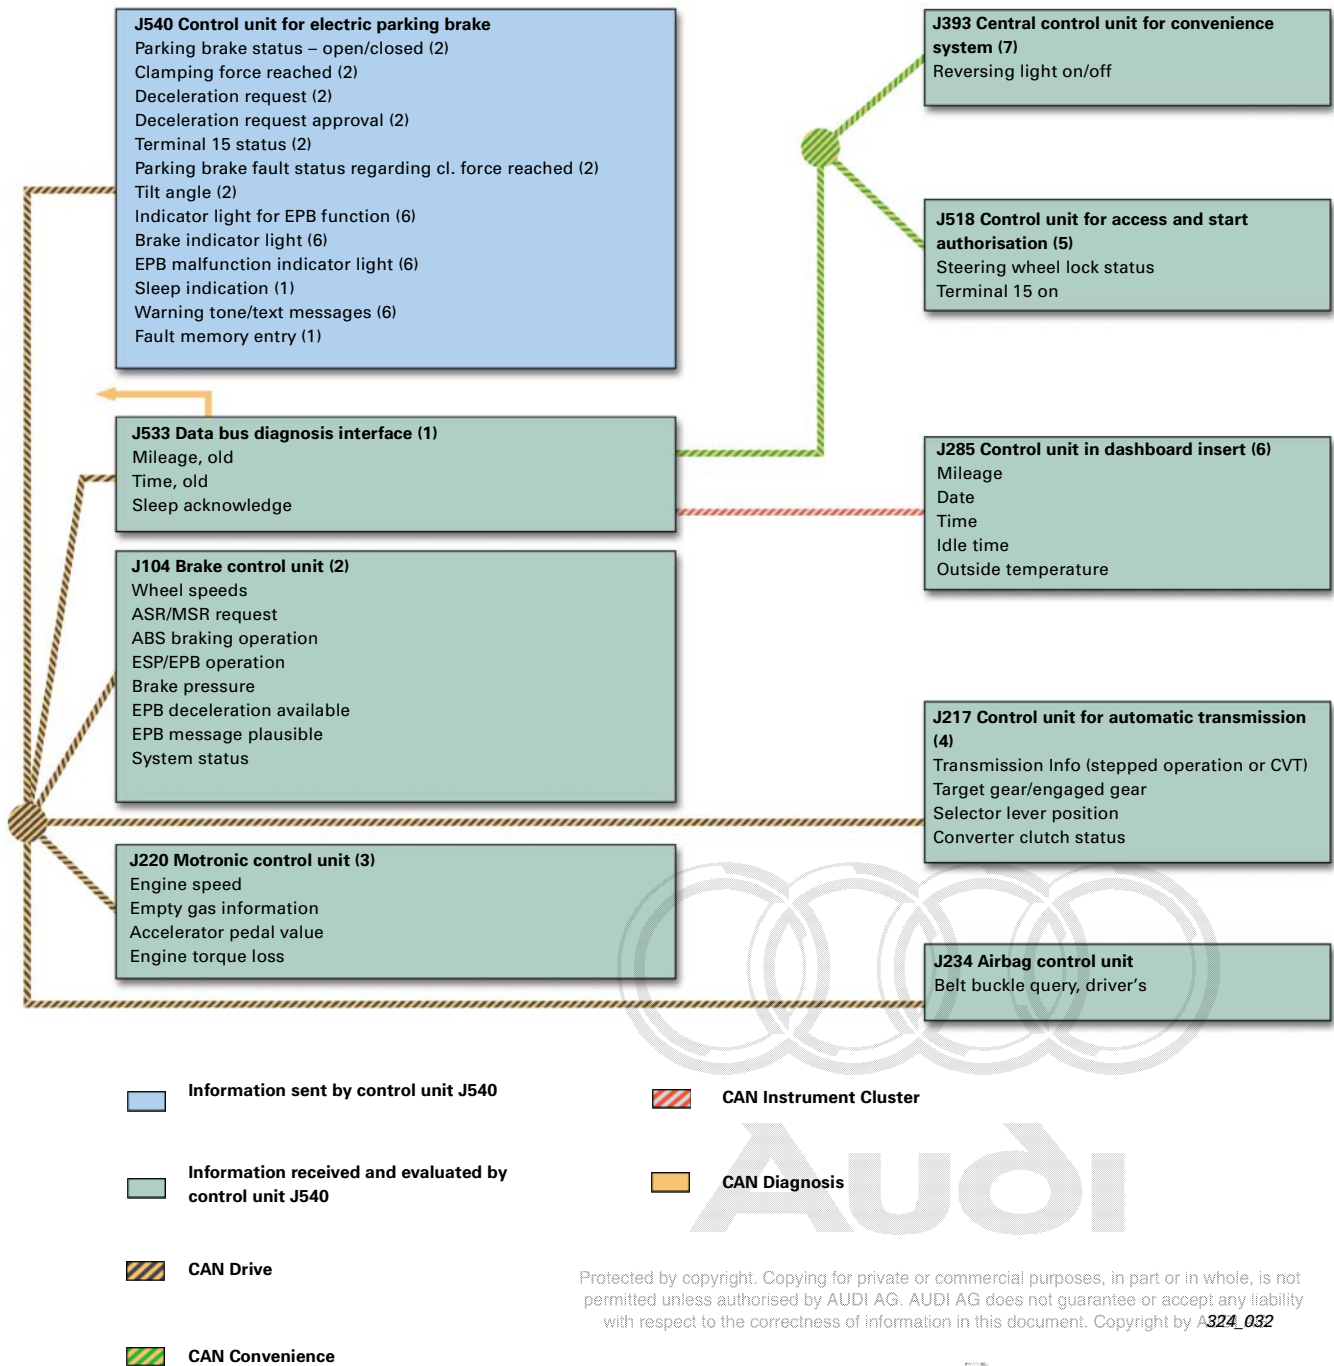 J540 Control unit for electric parking brake
Parking brake status – open/closed (2)
Clamping force reached (2)
Deceleration request (2)
Deceleration request approval (2)
Terminal 15 status (2)
Parking brake fault status regarding cl. force reached (2)
Tilt angle (2)
Indicator light for EPB function (6)
Brake indicator light (6)
EPB malfunction indicator light (6)
Sleep indication (1)
Warning tone/text messages (6)
Fault memory entry (1)
J533 Data bus diagnosis interface (1)
Mileage, old
Time, old
Sleep acknowledge
J104 Brake control unit (2)
Wheel speeds
ASR/MSR request
ABS braking operation
ESP/EPB operation
Brake pressure
EPB deceleration available
EPB message plausible
System status
J220 Motronic control unit (3)
Engine speed
Empty gas information
Accelerator pedal value
Engine torque loss
J393 Central control unit for convenience
system (7)
Reversing light on/off
J518 Control unit for access and start
authorisation (5)
Steering wheel lock status
Terminal 15 on
J285 Control unit in dashboard insert (6)
Mileage
Date
Time
Idle time
Outside temperature
J217 Control unit for automatic transmission
(4)
Transmission Info (stepped operation or CVT)
Target gear/engaged gear
Selector lever position
Converter clutch status
J234 Airbag control unit
Belt buckle query, driver's
Information sent by control unit J540
Information received and evaluated by
control unit J540
CAN Drive
CAN Convenience
CAN Instrument Cluster
CAN Diagnosis
Audi
Protected by copyright. Copying for private or commercial purposes, in part or in whole, is not
permitted unless authorised by AUDI AG. AUDI AG does not guarantee or accept any liability
with respect to the correctness of information in this document. Copyright by
324_032